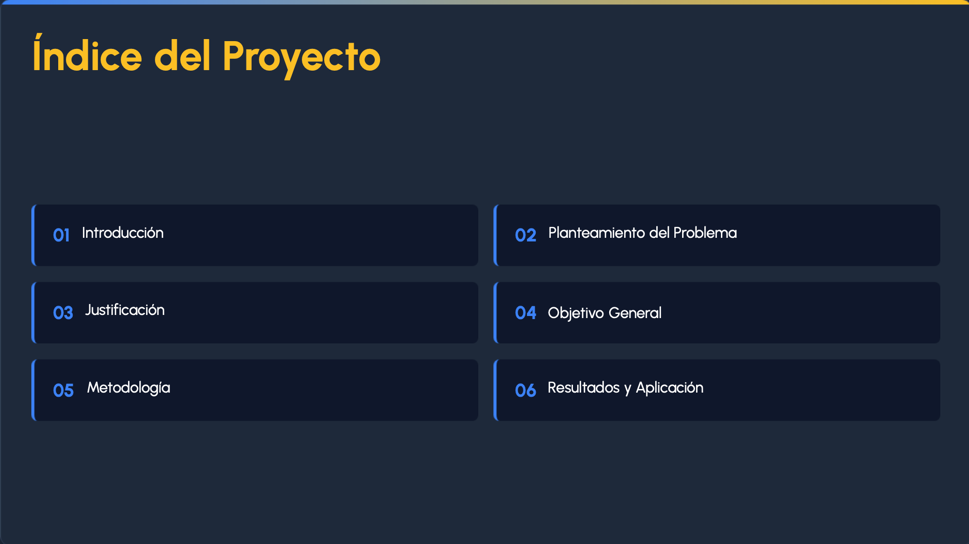 Índice del Proyecto
01 Introducción
02 Planteamiento del Problema
03 Justificación
04 Objetivo General
05 Metodología
06 Resultados y Aplicación